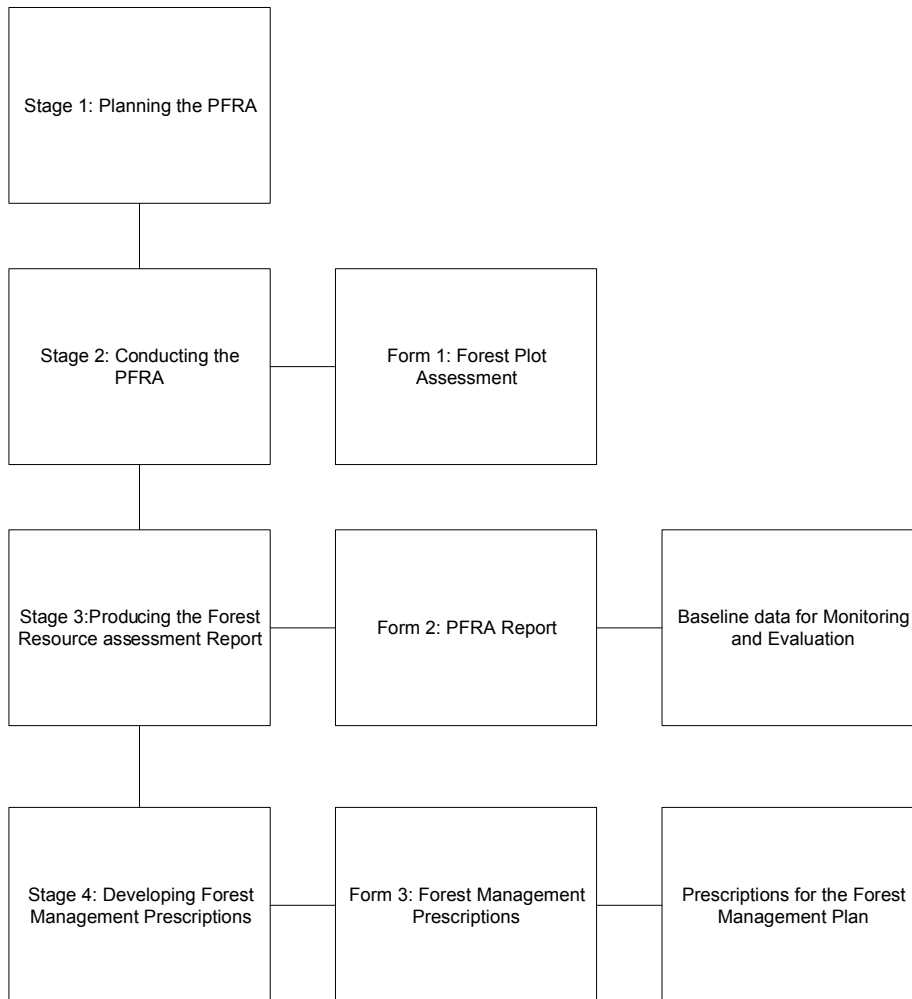 Stage 1: Planning the PFRA
Stage 2: Conducting the
PFRA
Form 1: Forest Plot
Assessment
Stage 3:Producing the Forest
Resource assessment Report
Form 2: PFRA Report
Baseline data for Monitoring
and Evaluation
Stage 4: Developing Forest
Management Prescriptions
Form 3: Forest Management
Prescriptions
Prescriptions for the Forest
Management Plan